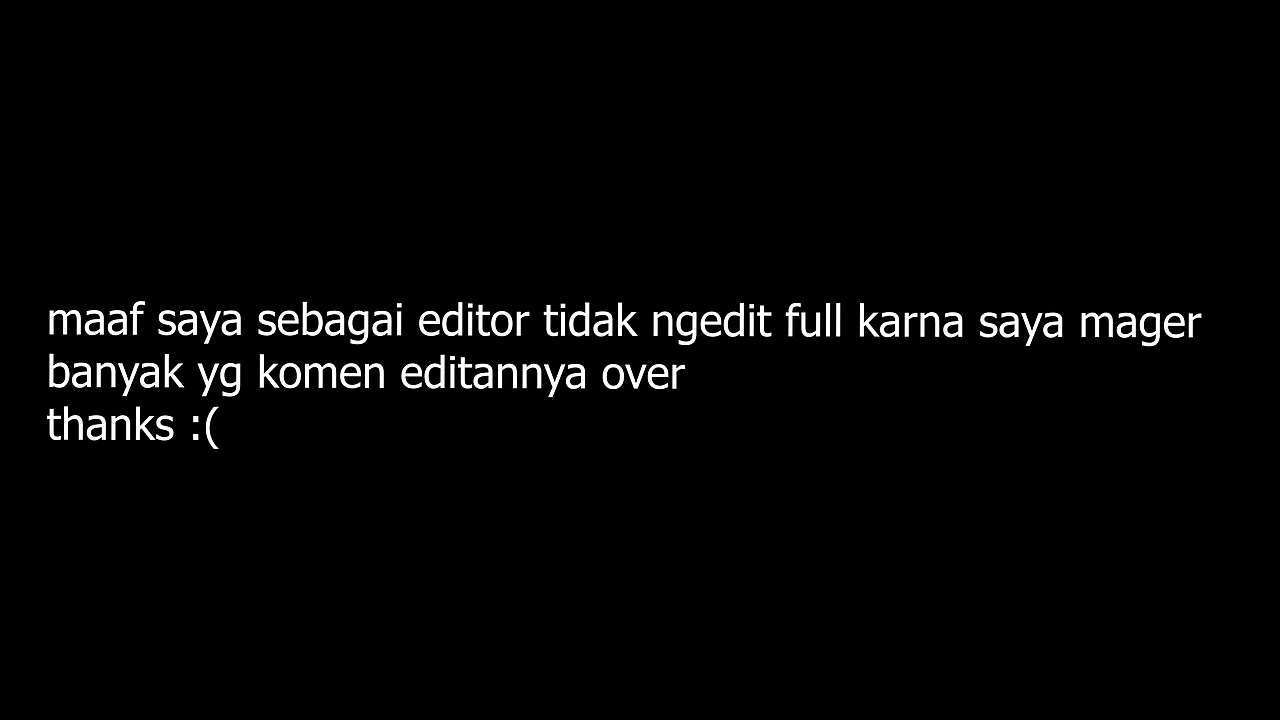 maaf saya sebagai editor tidak ngedit full karna saya mager
banyak yg komen editannya over
thanks :(